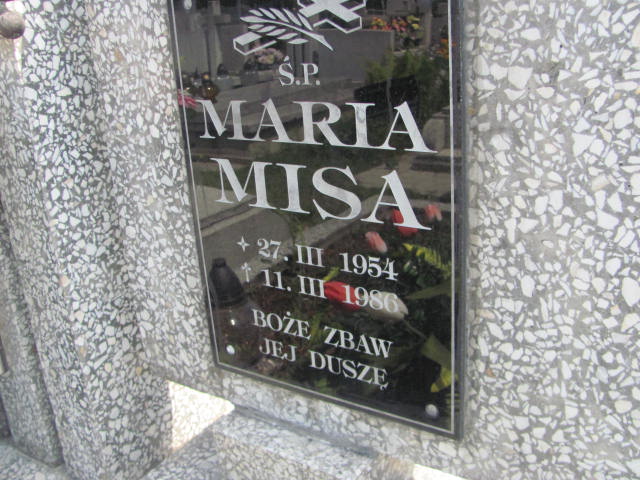 Ś.P.
MARIA
MISA
27. III 1954
11. III 1986
BOŻE ZBAW
JEJ DUSZĘ